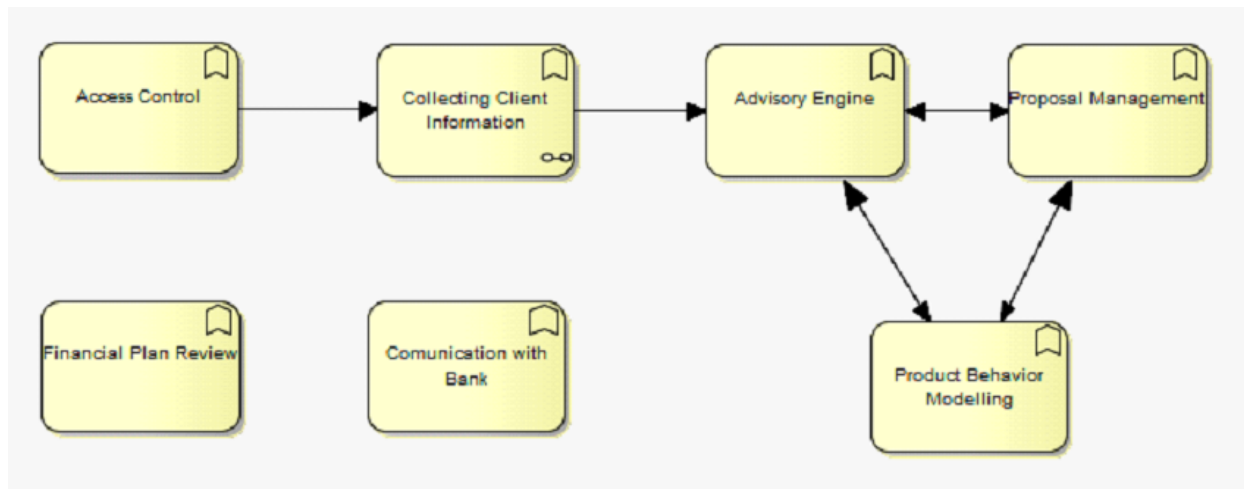 Access Control
Collecting Client
Information
Advisory Engine
Proposal Management
Financial Plan Review
Comunication with
Bank
Product Behavior
Modelling